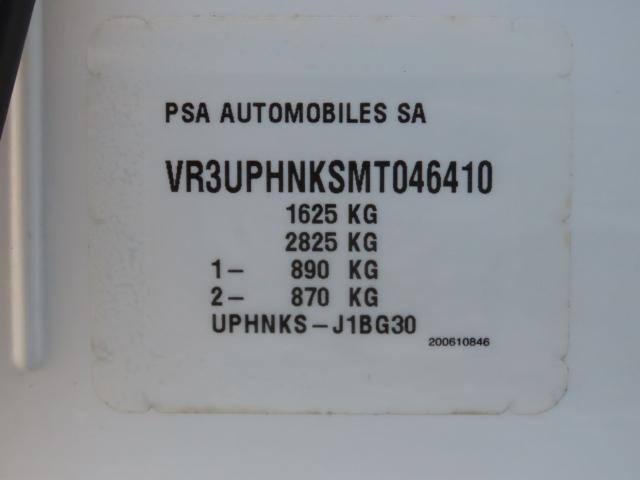 PSA AUTOMOBILES SA
VR3UPHNKSMT046410
1625 KG
2825 KG
1- 890 KG
2- 870 KG
UPHNKS-J1BG30
200610846